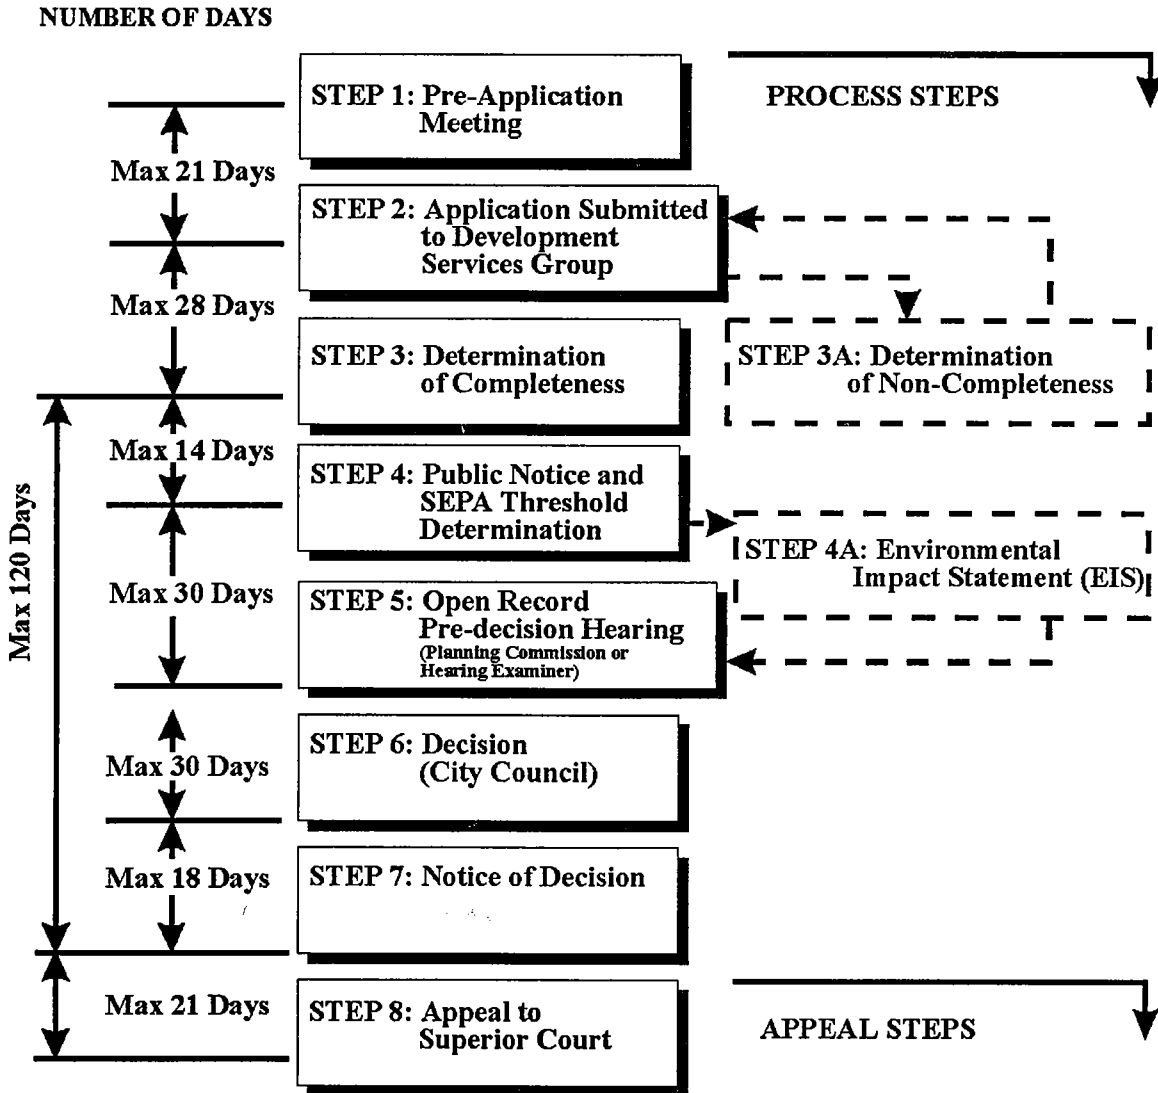 NUMBER OF DAYS
STEP 1: Pre-Application
Meeting
PROCESS STEPS
Max 21 Days
STEP 2: Application Submitted
to Development
Services Group
Max 28 Days
STEP 3: Determination
of Completeness
STEP 3A: Determination
of Non-Completeness
Max 14 Days
STEP 4: Public Notice and
SEPA Threshold
Determination
STEP 4A: Environmental
Impact Statement (EIS)
Max 120 Days
Max 30 Days
STEP 5: Open Record
Pre-decision Hearing
(Planning Commission or
Hearing Examiner)
Max 30 Days
STEP 6: Decision
(City Council)
Max 18 Days
STEP 7: Notice of Decision
Max 21 Days
STEP 8: Appeal to
Superior Court
APPEAL STEPS